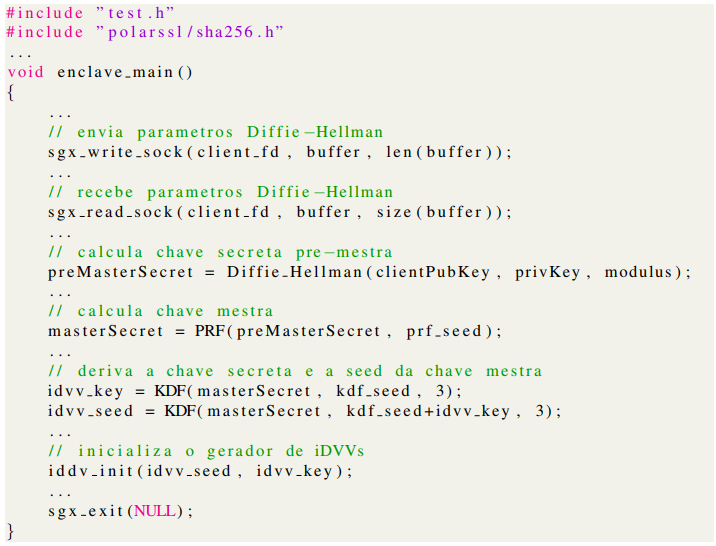 #include "test.h"
#include "polarssl/sha256.h"
...
void enclave_main()
{
...
// envia parametros Diffie-Hellman
sgx_write_sock(client_fd, buffer, len(buffer));
...
// recebe parametros Diffie-Hellman
sgx_read_sock(client_fd, buffer, size(buffer));
...
// calcula chave secreta pre-mestra
preMasterSecret = Diffie_Hellman(clientPubKey, privKey, modulus);
...
// calcula chave mestra
masterSecret = PRF(preMasterSecret, prf_seed);
...
// deriva a chave secreta e a seed da chave mestra
idvv_key = KDF(masterSecret, kdf_seed, 3);
idvv_seed = KDF(masterSecret, kdf_seed+idvv_key, 3);
...
// inicializa o gerador de iDVVs
iddv_init(idvv_seed, idvv_key);
...
sgx_exit(NULL);
}